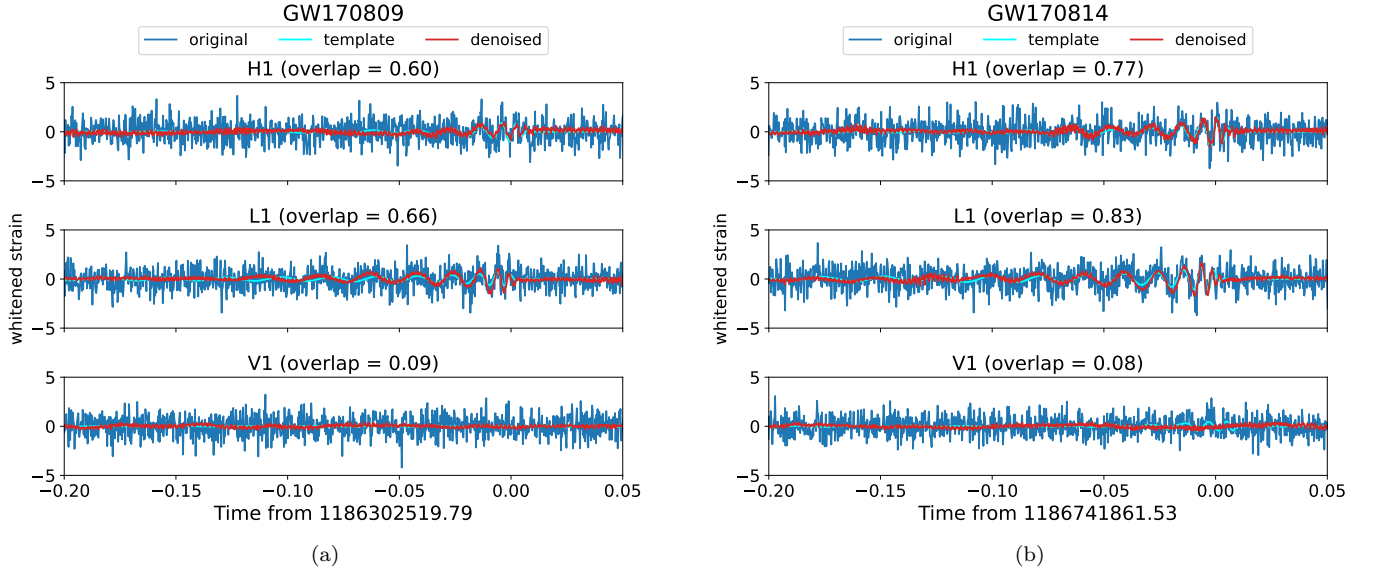 GW170809
original template denoised
H1 (overlap = 0.60)
5
0
−5
L1 (overlap = 0.66)
5
0
−5
whitened strain
V1 (overlap = 0.09)
5
0
−5
−0.20 −0.15 −0.10 −0.05 0.00 0.05
Time from 1186302519.79
(a)
GW170814
original template denoised
H1 (overlap = 0.77)
5
0
−5
L1 (overlap = 0.83)
5
0
−5
whitened strain
V1 (overlap = 0.08)
5
0
−5
−0.20 −0.15 −0.10 −0.05 0.00 0.05
Time from 1186741861.53
(b)